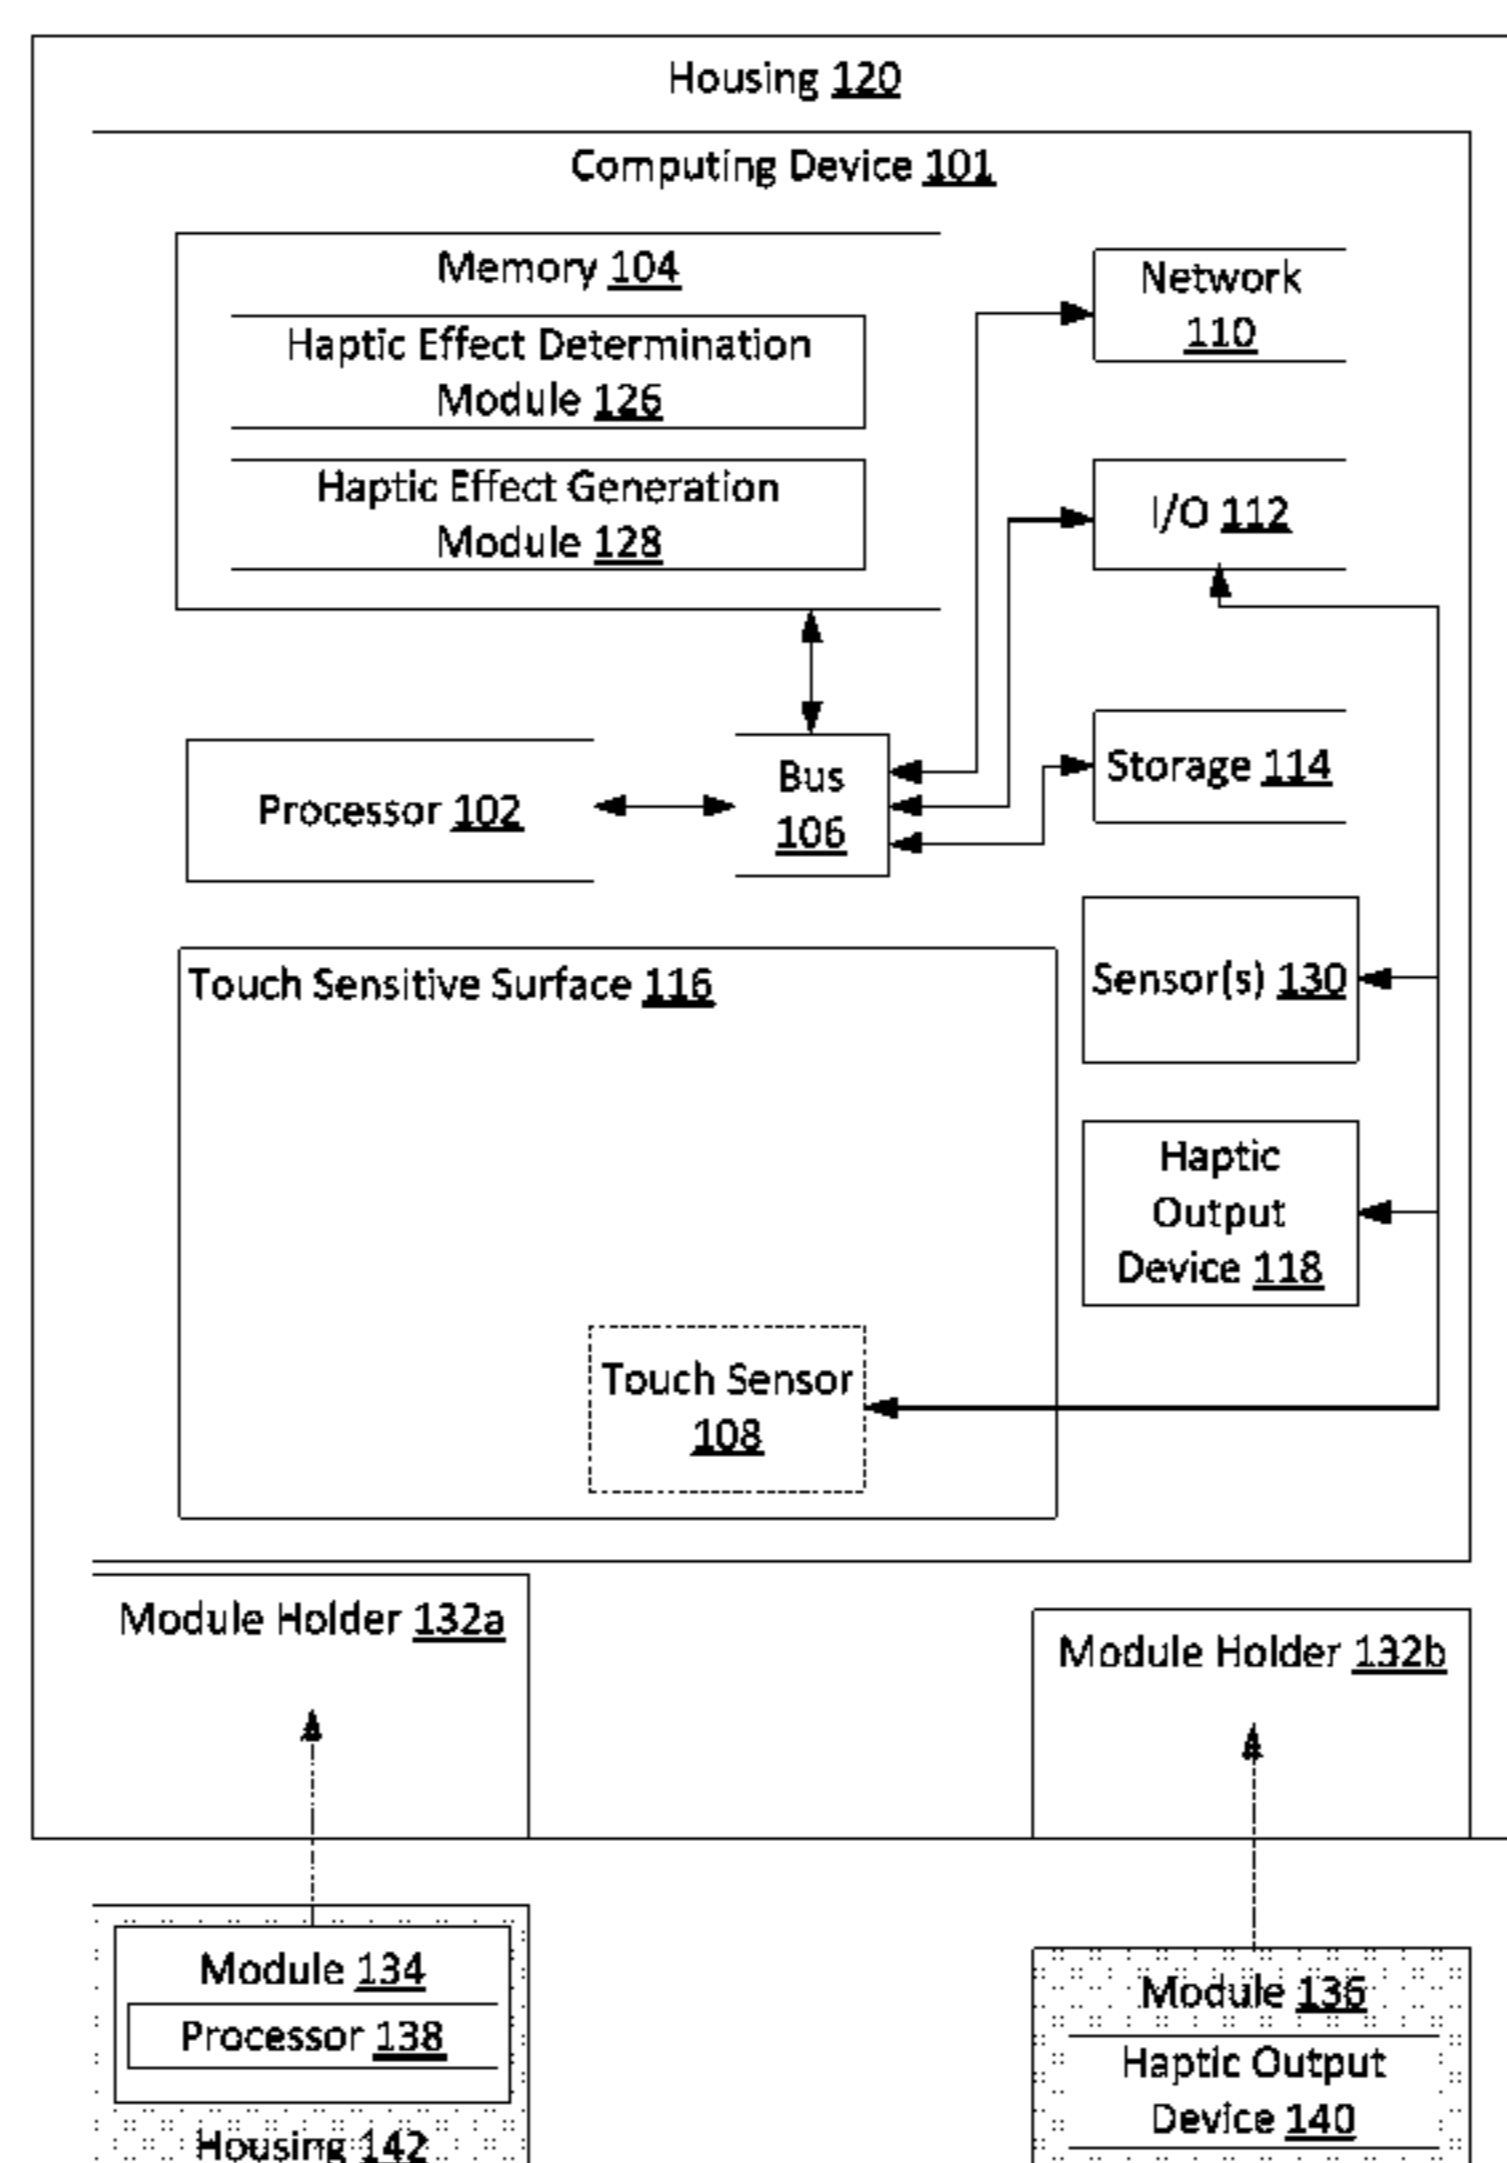 Housing 120
Computing Device 101
Memory 104
Haptic Effect Determination
Module 126
Haptic Effect Generation
Module 128
Network
110
I/O 112
Processor 102
Bus
106
Storage 114
Touch Sensitive Surface 116
Sensor(s) 130
Haptic
Output
Device 118
Touch Sensor
108
Module Holder 132a
Module Holder 132b
Module 134
Processor 138
Housing 142
Module 136
Haptic Output
Device 140